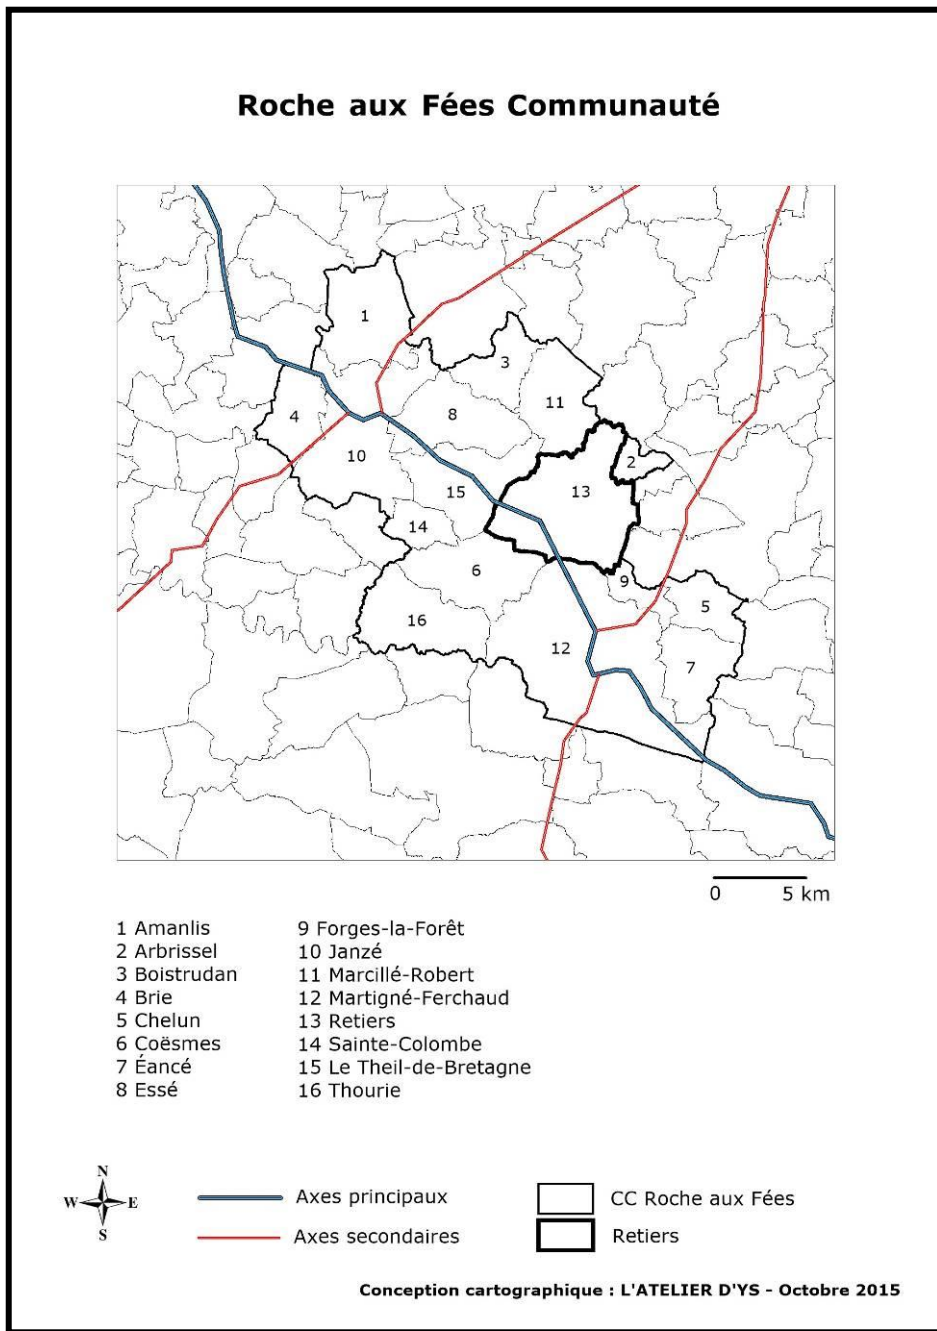 Roche aux Fées Communauté
1
3
4
8
11
10
2
15
13
14
6
9
5
16
12
7
0 5 km
1 Amanlis
2 Arbrissel
3 Boistrudan
4 Brie
5 Chelun
6 Coësmes
7 Éancé
8 Essé
9 Forges-la-Forêt
10 Janzé
11 Marcillé-Robert
12 Martigné-Ferchaud
13 Retiers
14 Sainte-Colombe
15 Le Theil-de-Bretagne
16 Thourie
N
W E
S
Axes principaux
Axes secondaires
CC Roche aux Fées
Retiers
Conception cartographique : L'ATELIER D'YS - Octobre 2015